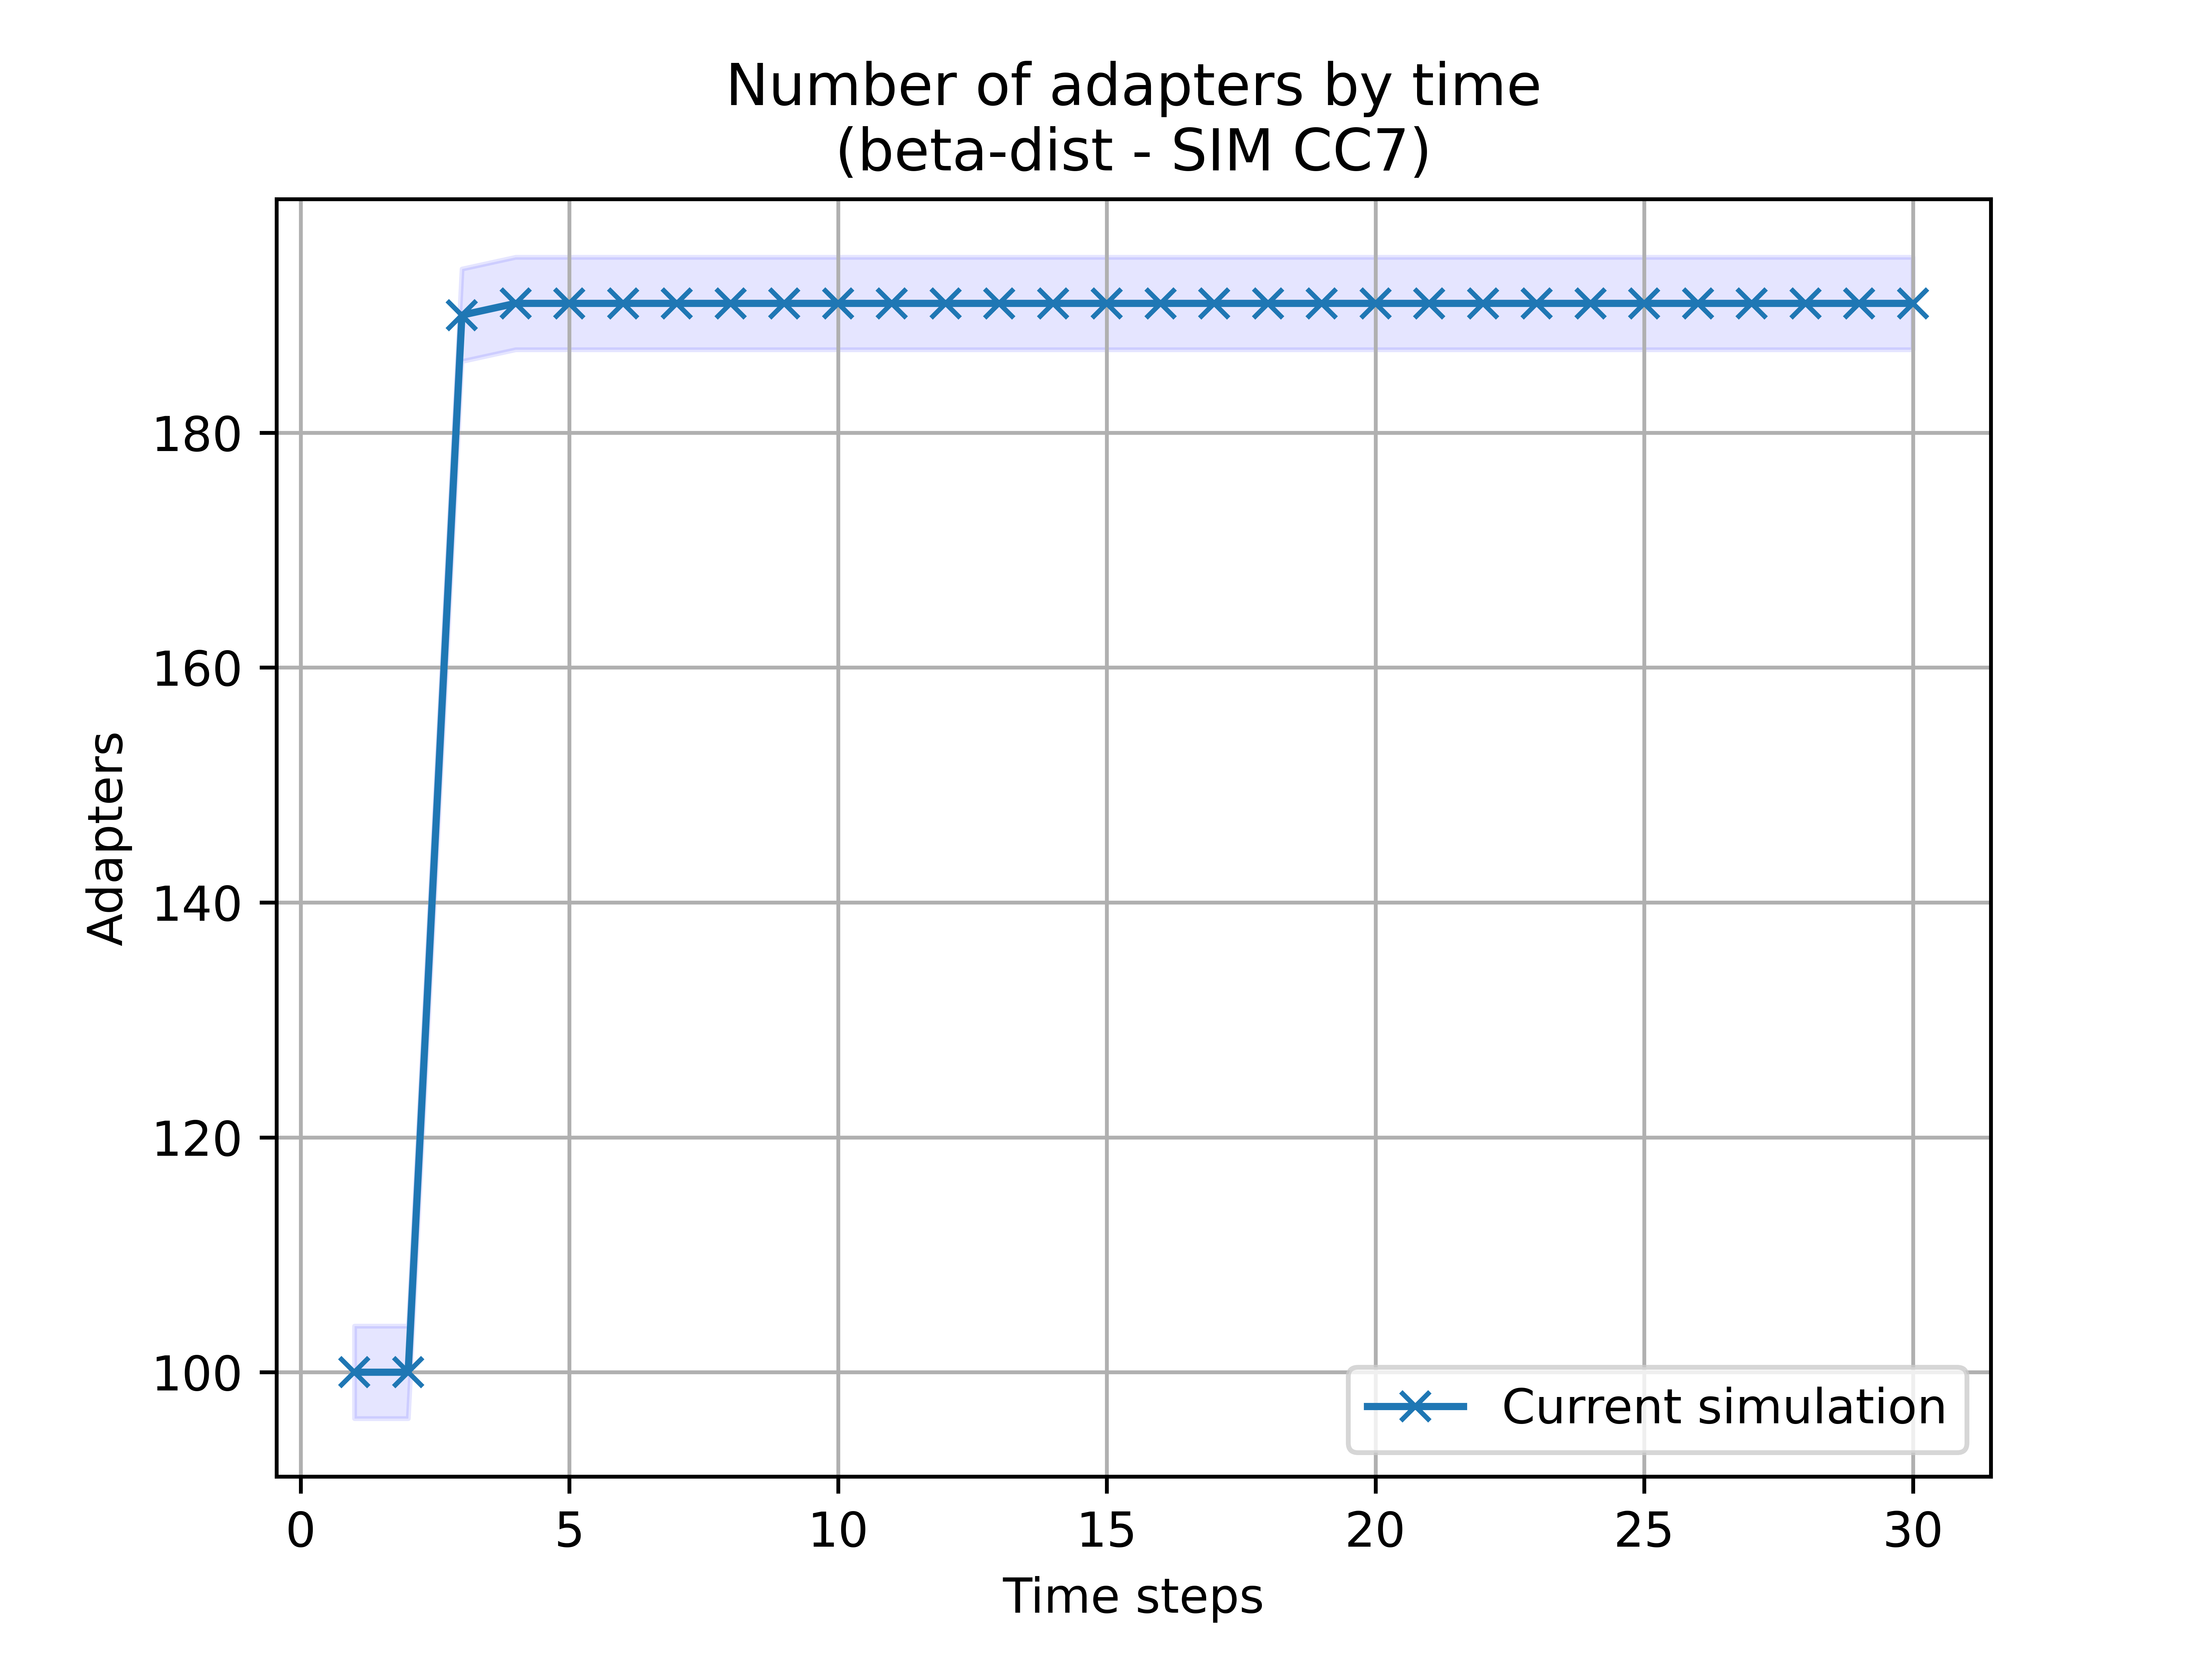 Number of adapters by time
(beta-dist - SIM CC7)
Adapters
180
160
140
120
100
Current simulation
0 5 10 15 20 25 30
Time steps